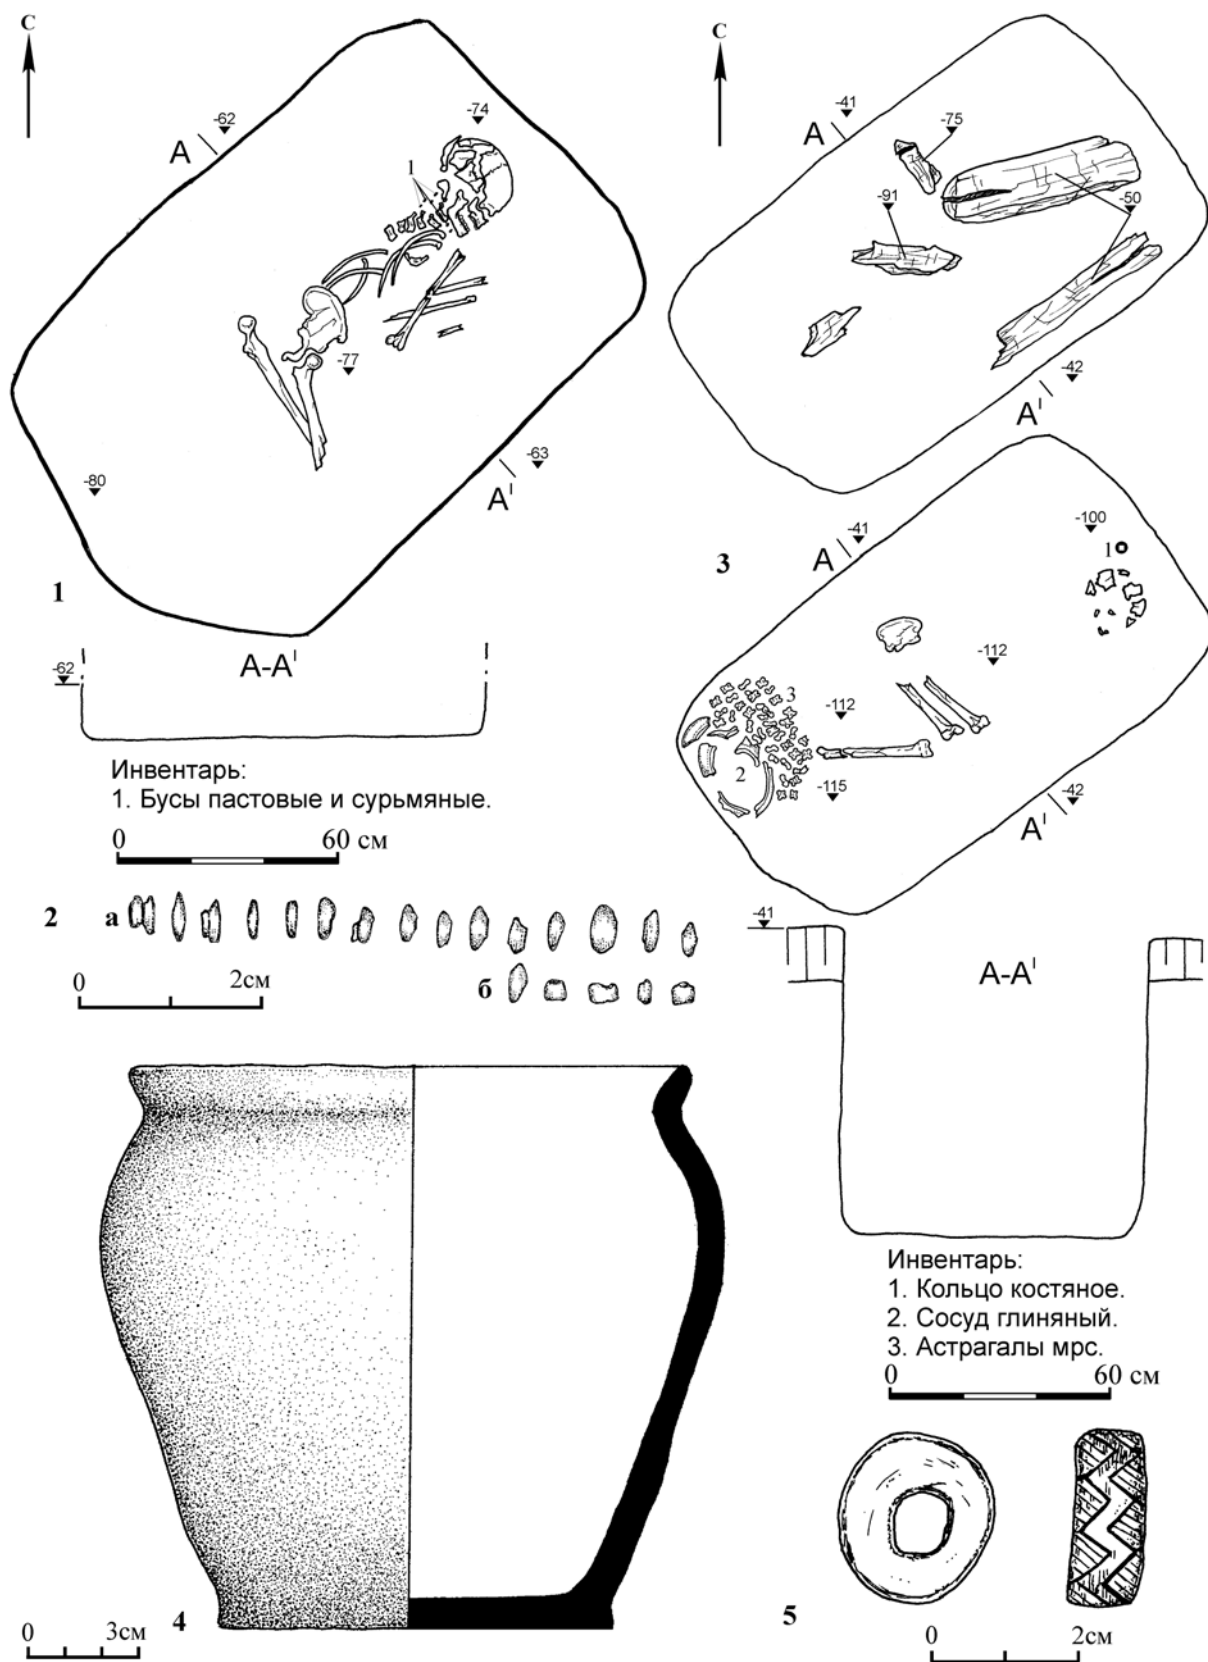 С
-62
А
-74
1
-77
-80
-63
А|
1
А-А|
-62
Инвентарь:
1. Бусы пастовые и сурьмяные.
0 60 см
2 а
б
0 2см
С
-41
А
-75
-91
-50
-42
А|
3
-41
А
-100
1
-112
3
-112
2
-115
-42
А|
-41
А-А|
Инвентарь:
1. Кольцо костяное.
2. Сосуд глиняный.
3. Астрагалы мрс.
0 60 см
0 3см
4
5
0 2см